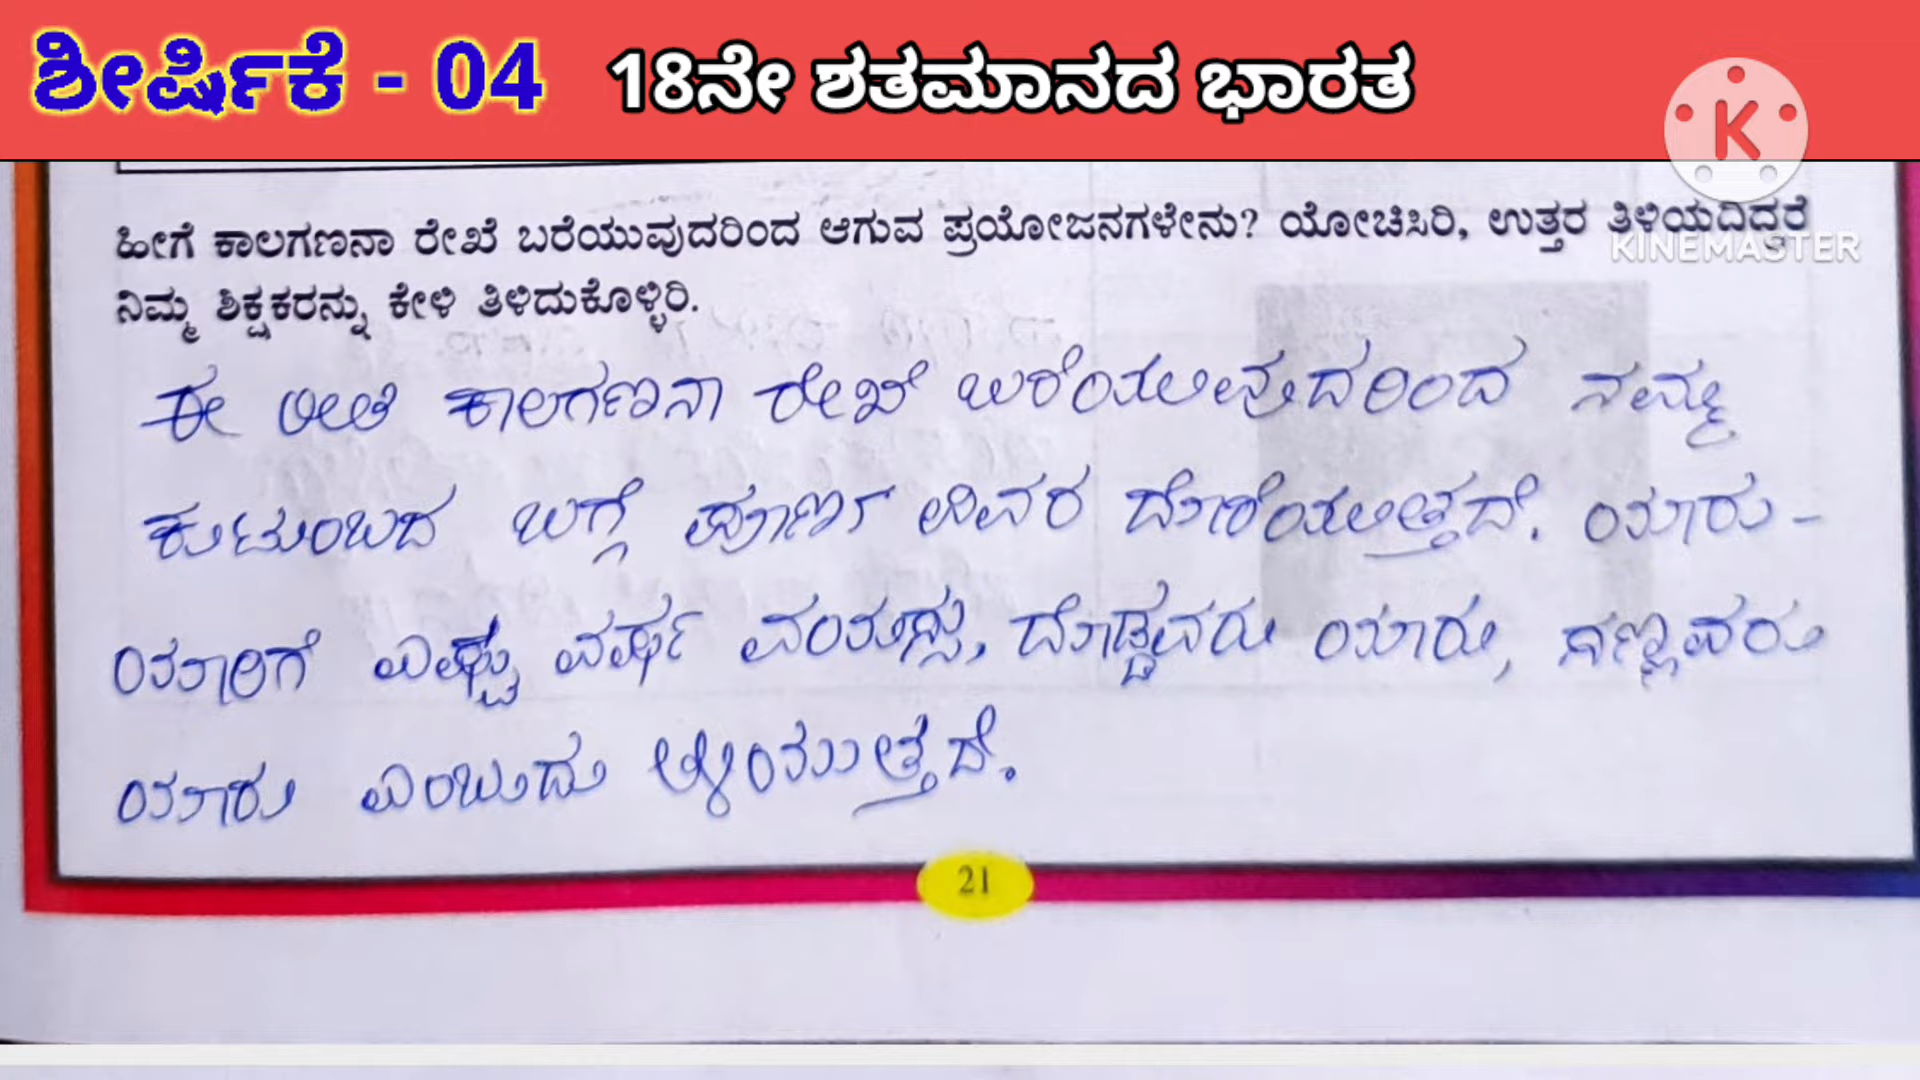 ಶೀರ್ಷಿಕೆ - 04 18ನೇ ಶತಮಾನದ ಭಾರತ
K
KINEMASTER
ಹೀಗೆ ಕಾಲಗಣನಾ ರೇಖೆ ಬರೆಯುವುದರಿಂದ ಆಗುವ ಪ್ರಯೋಜನಗಳೇನು? ಯೋಚಿಸಿರಿ, ಉತ್ತರ ತಿಳಿಯದಿದ್ದರೆ
ನಿಮ್ಮ ಶಿಕ್ಷಕರನ್ನು ಕೇಳಿ ತಿಳಿದುಕೊಳ್ಳಿರಿ.
ಈ ರೀತಿ ಕಾಲಗಣನಾ ರೇಖೆ ಬರೆಯುವುದರಿಂದ ನಮ್ಮ
ಕುಟುಂಬದ ಬಗ್ಗೆ ಪೂರ್ಣ ವಿವರ ದೊರೆಯುತ್ತದೆ. ಯಾರು-
ಯಾರಿಗೆ ಎಷ್ಟು ವರ್ಷ ವಯಸ್ಸು, ದೊಡ್ಡವರು ಯಾರು, ಸಣ್ಣವರು
ಯಾರು ಎಂಬುದು ತಿಳಿಯುತ್ತದೆ.
21